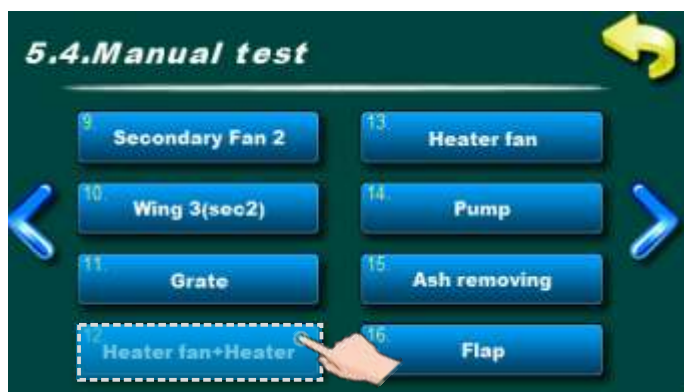 5.4.Manual test
9.
Secondary Fan 2
10.
Wing 3(sec2)
11.
Grate
12.
Heater fan+Heater
13.
Heater fan
14.
Pump
15.
Ash removing
16.
Flap